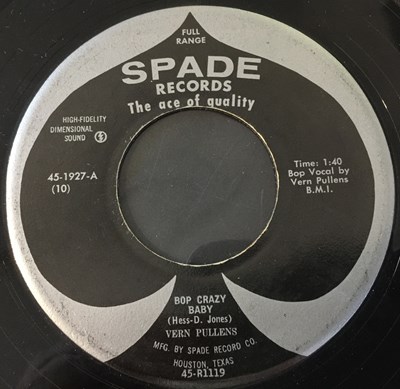 FULL
RANGE
SPADE
RECORDS
The ace of quality
HIGH-FIDELITY
DIMENSIONAL
SOUND
45-1927-A
(10)
Time: 1:40
Bop Vocal by
Vern Pullens
B.M.I.
BOP CRAZY
BABY
(Hess-D. Jones)
VERN PULLENS
MFG. BY SPADE RECORD CO.
HOUSTON, TEXAS
45-R1119